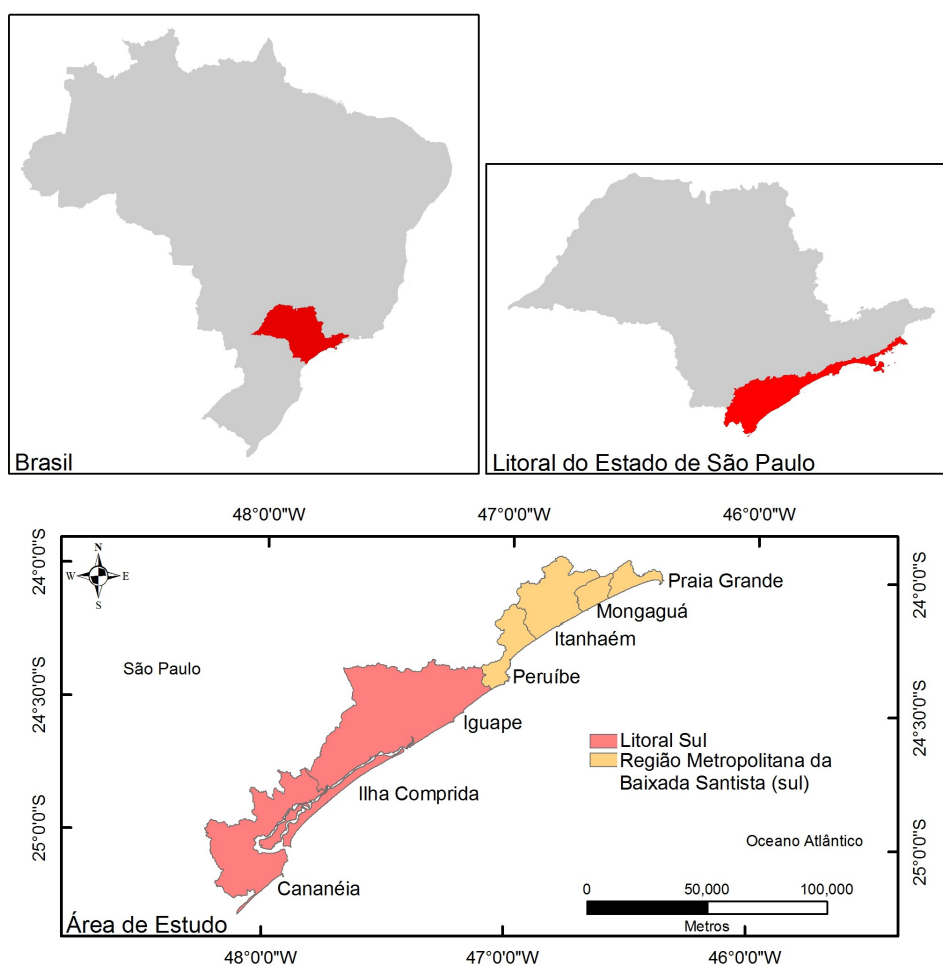 Brasil
Litoral do Estado de São Paulo
48°0'0"W
47°0'0"W
46°0'0"W
24°0'0"S
24°0'0"S
N
W
E
S
Praia Grande
Mongaguá
Itanhaém
São Paulo
Peruíbe
24°30'0"S
24°30'0"S
Iguape
Litoral Sul
Região Metropolitana da
Baixada Santista (sul)
Ilha Comprida
25°0'0"S
25°0'0"S
Oceano Atlântico
Cananéia
0
50,000
100,000
Metros
Área de Estudo
48°0'0"W
47°0'0"W
46°0'0"W